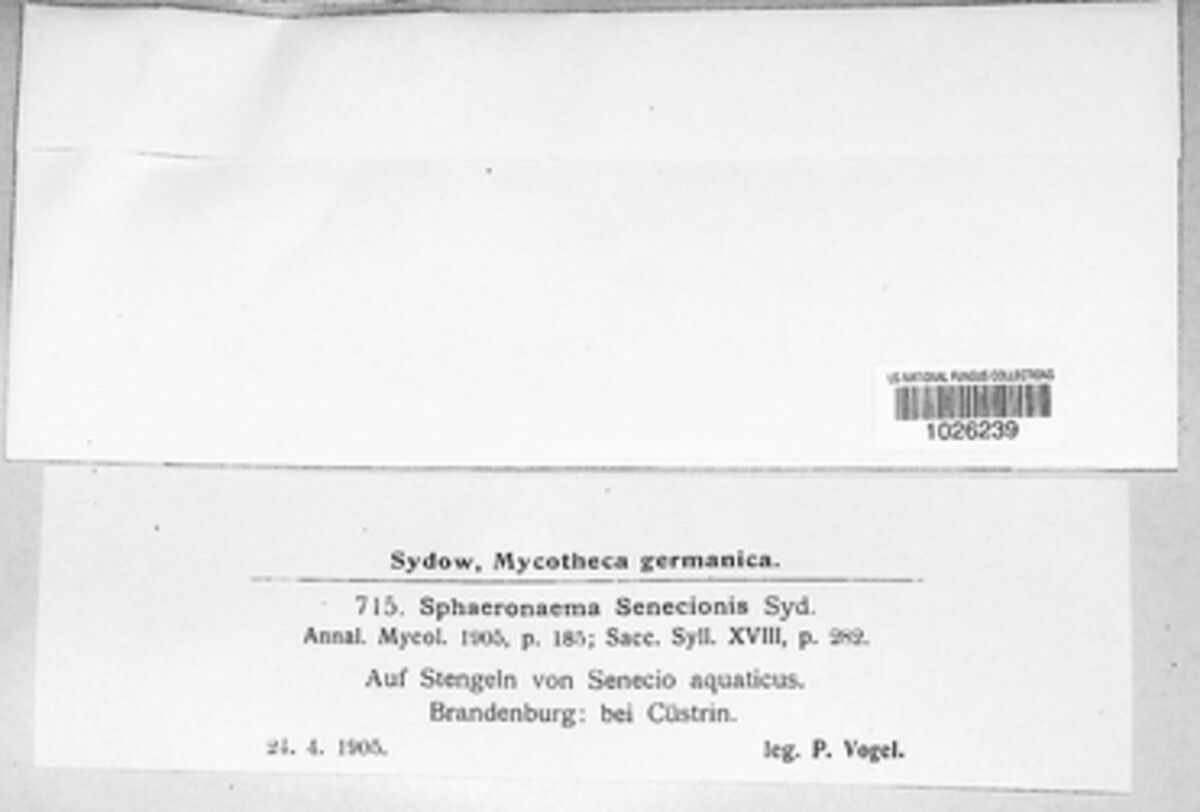 US NATIONAL FUNGUS COLLECTIONS
1026239
Sydow, Mycotheca germanica.
715. Sphaeronaema Senecionis Syd.
Annal. Mycol. 1905, p. 185; Sacc. Syll. XVIII, p. 282.
Auf Stengeln von Senecio aquaticus.
Brandenburg: bei Cüstrin.
4. 1905. leg. P. Vogel.